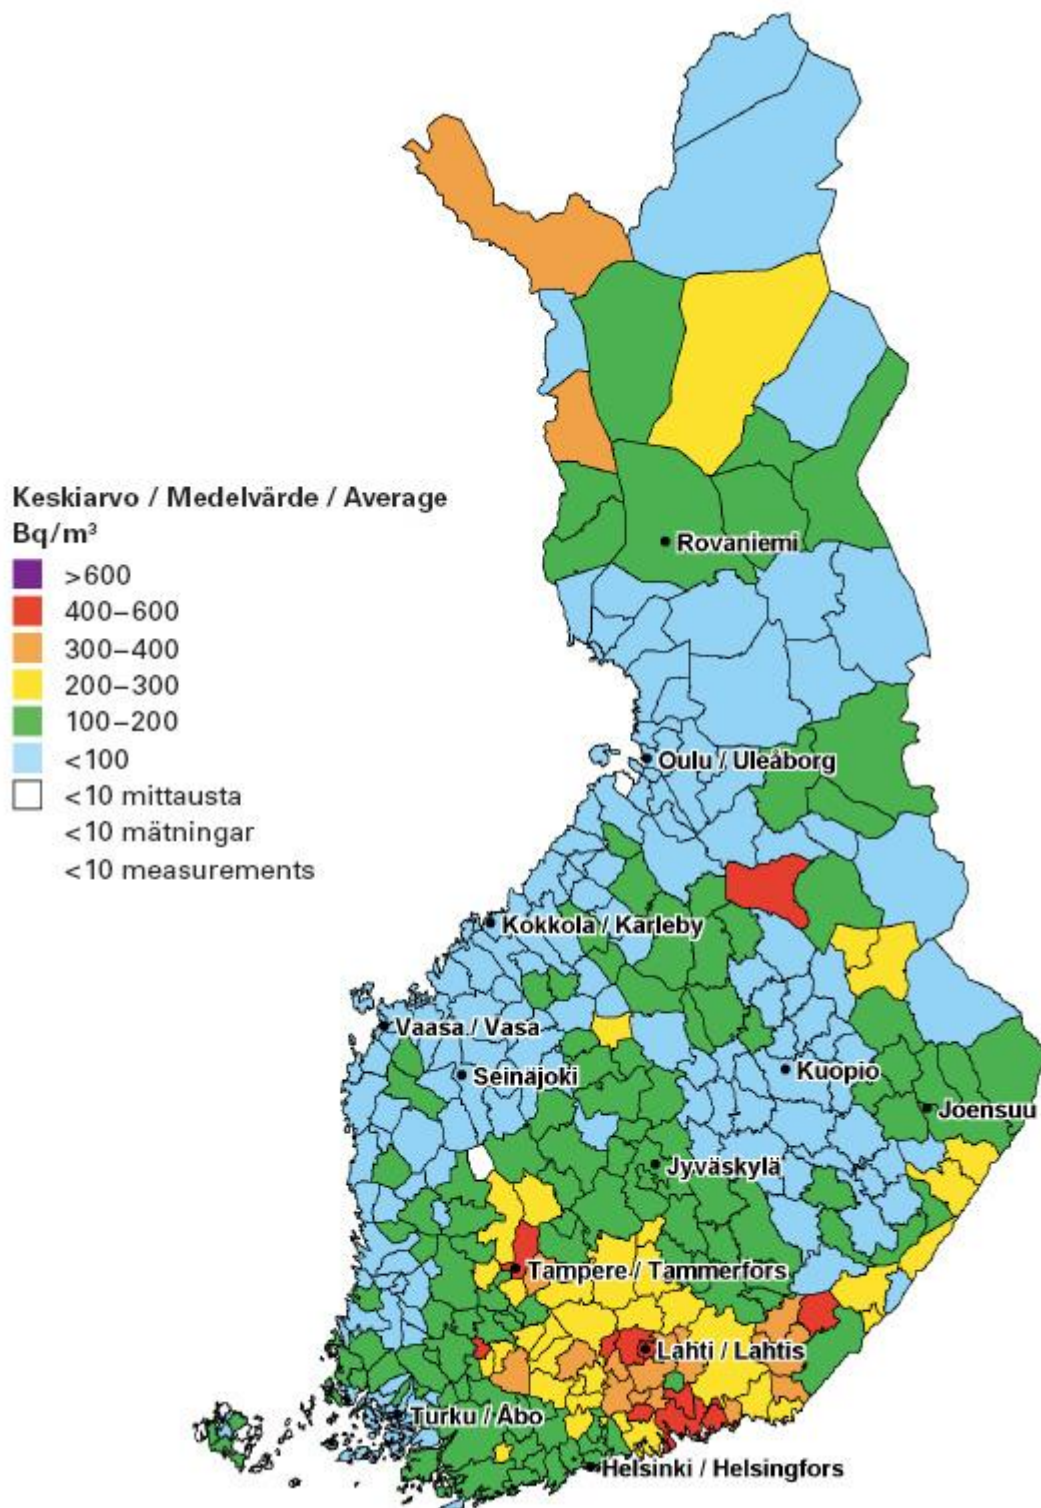 Keskiarvo / Medelvärde / Average
Bq/m³
>600
400–600
300–400
200–300
100–200
<100
<10 mittausta
<10 mätningar
<10 measurements
Rovaniemi
Oulu / Uleåborg
Kokkola / Karleby
Vaasa / Vasa
Seinäjoki
Kuopio
Joensuu
Jyväskylä
Tampere / Tammerfors
Lahti / Lahtis
Turku / Åbo
Helsinki / Helsingfors